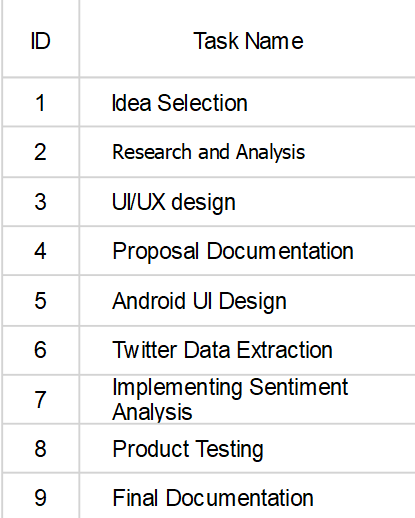 ID Task Name
1 Idea Selection
2 Research and Analysis
3 UI/UX design
4 Proposal Documentation
5 Android UI Design
6 Twitter Data Extraction
7 Implementing Sentiment
Analysis
8 Product Testing
9 Final Documentation